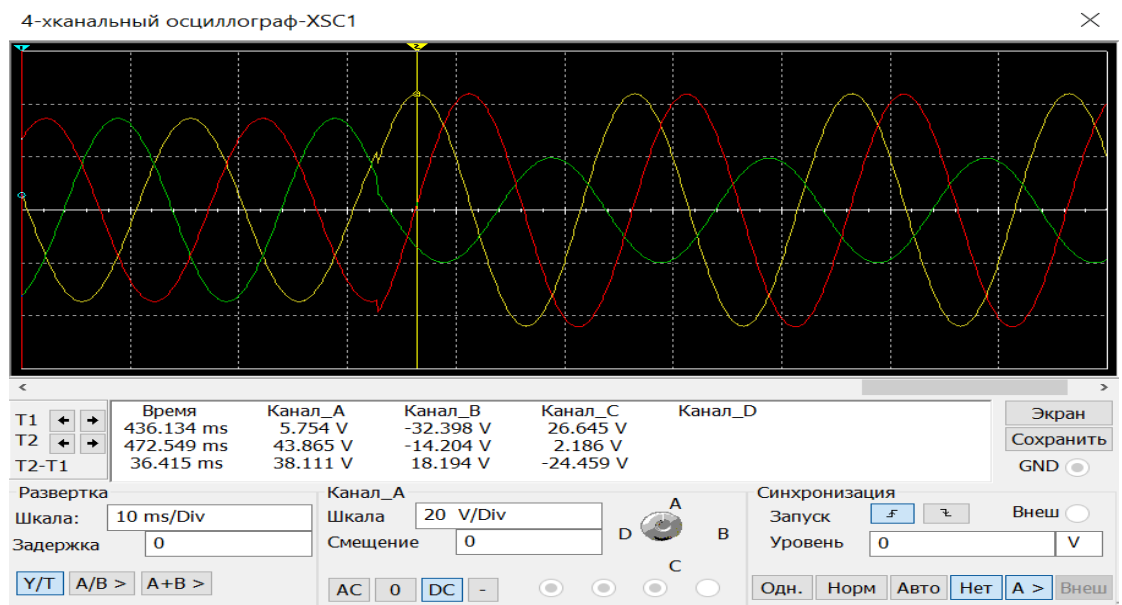 4-хканальный осциллограф-XSC1
1 2
Время Канал_A Канал_B Канал_C Канал_D
T1 436.134 ms 5.754 V -32.398 V 26.645 V
T2 472.549 ms 43.865 V -14.204 V 2.186 V
T2-T1 36.415 ms 38.111 V 18.194 V -24.459 V
Экран
Сохранить
GND
Развертка
Шкала: 10 ms/Div
Задержка 0
Y/T A/B > A+B >
Канал_A
Шкала 20 V/Div
Смещение 0
AC 0 DC -
A
D B
C
Синхронизация
Запуск Внеш
Уровень 0 V
Одн. Норм Авто Нет A > Внеш